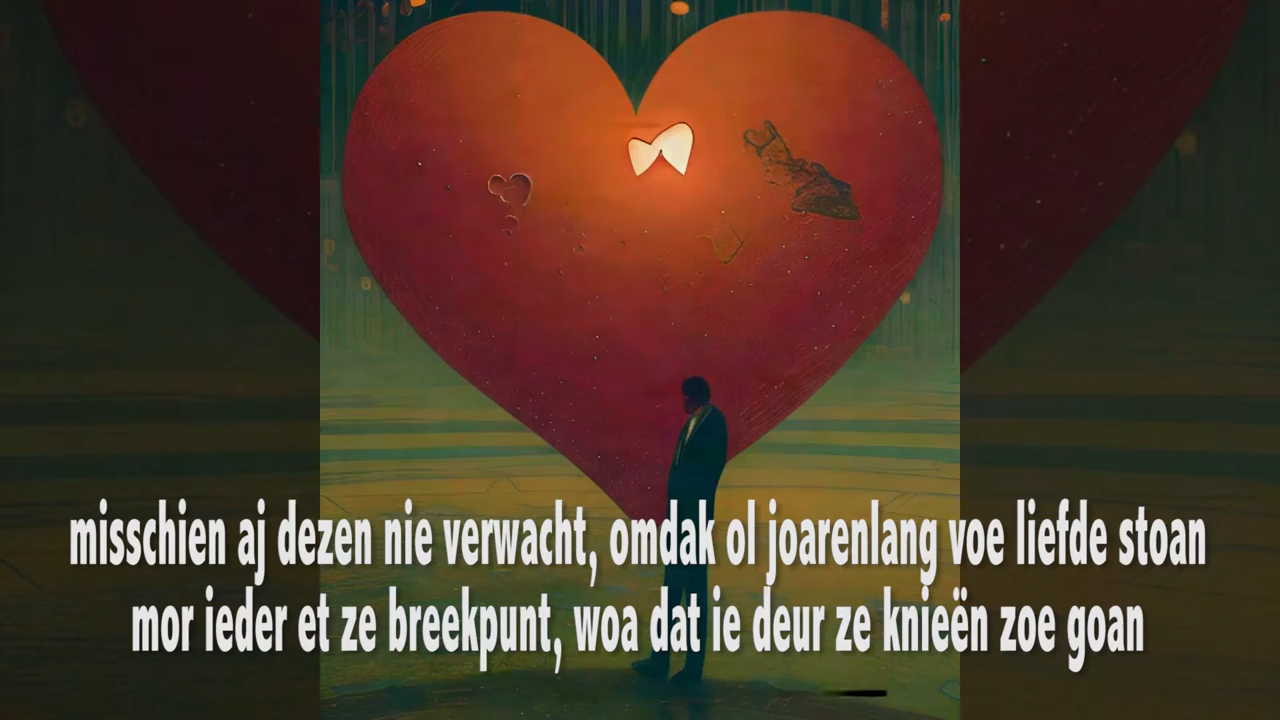 misschien aj dezen nie verwacht, omdak ol joarenlang voe liefde stoan
mor ieder et ze breekpunt, woa dat ie deur ze knieën zoe goan